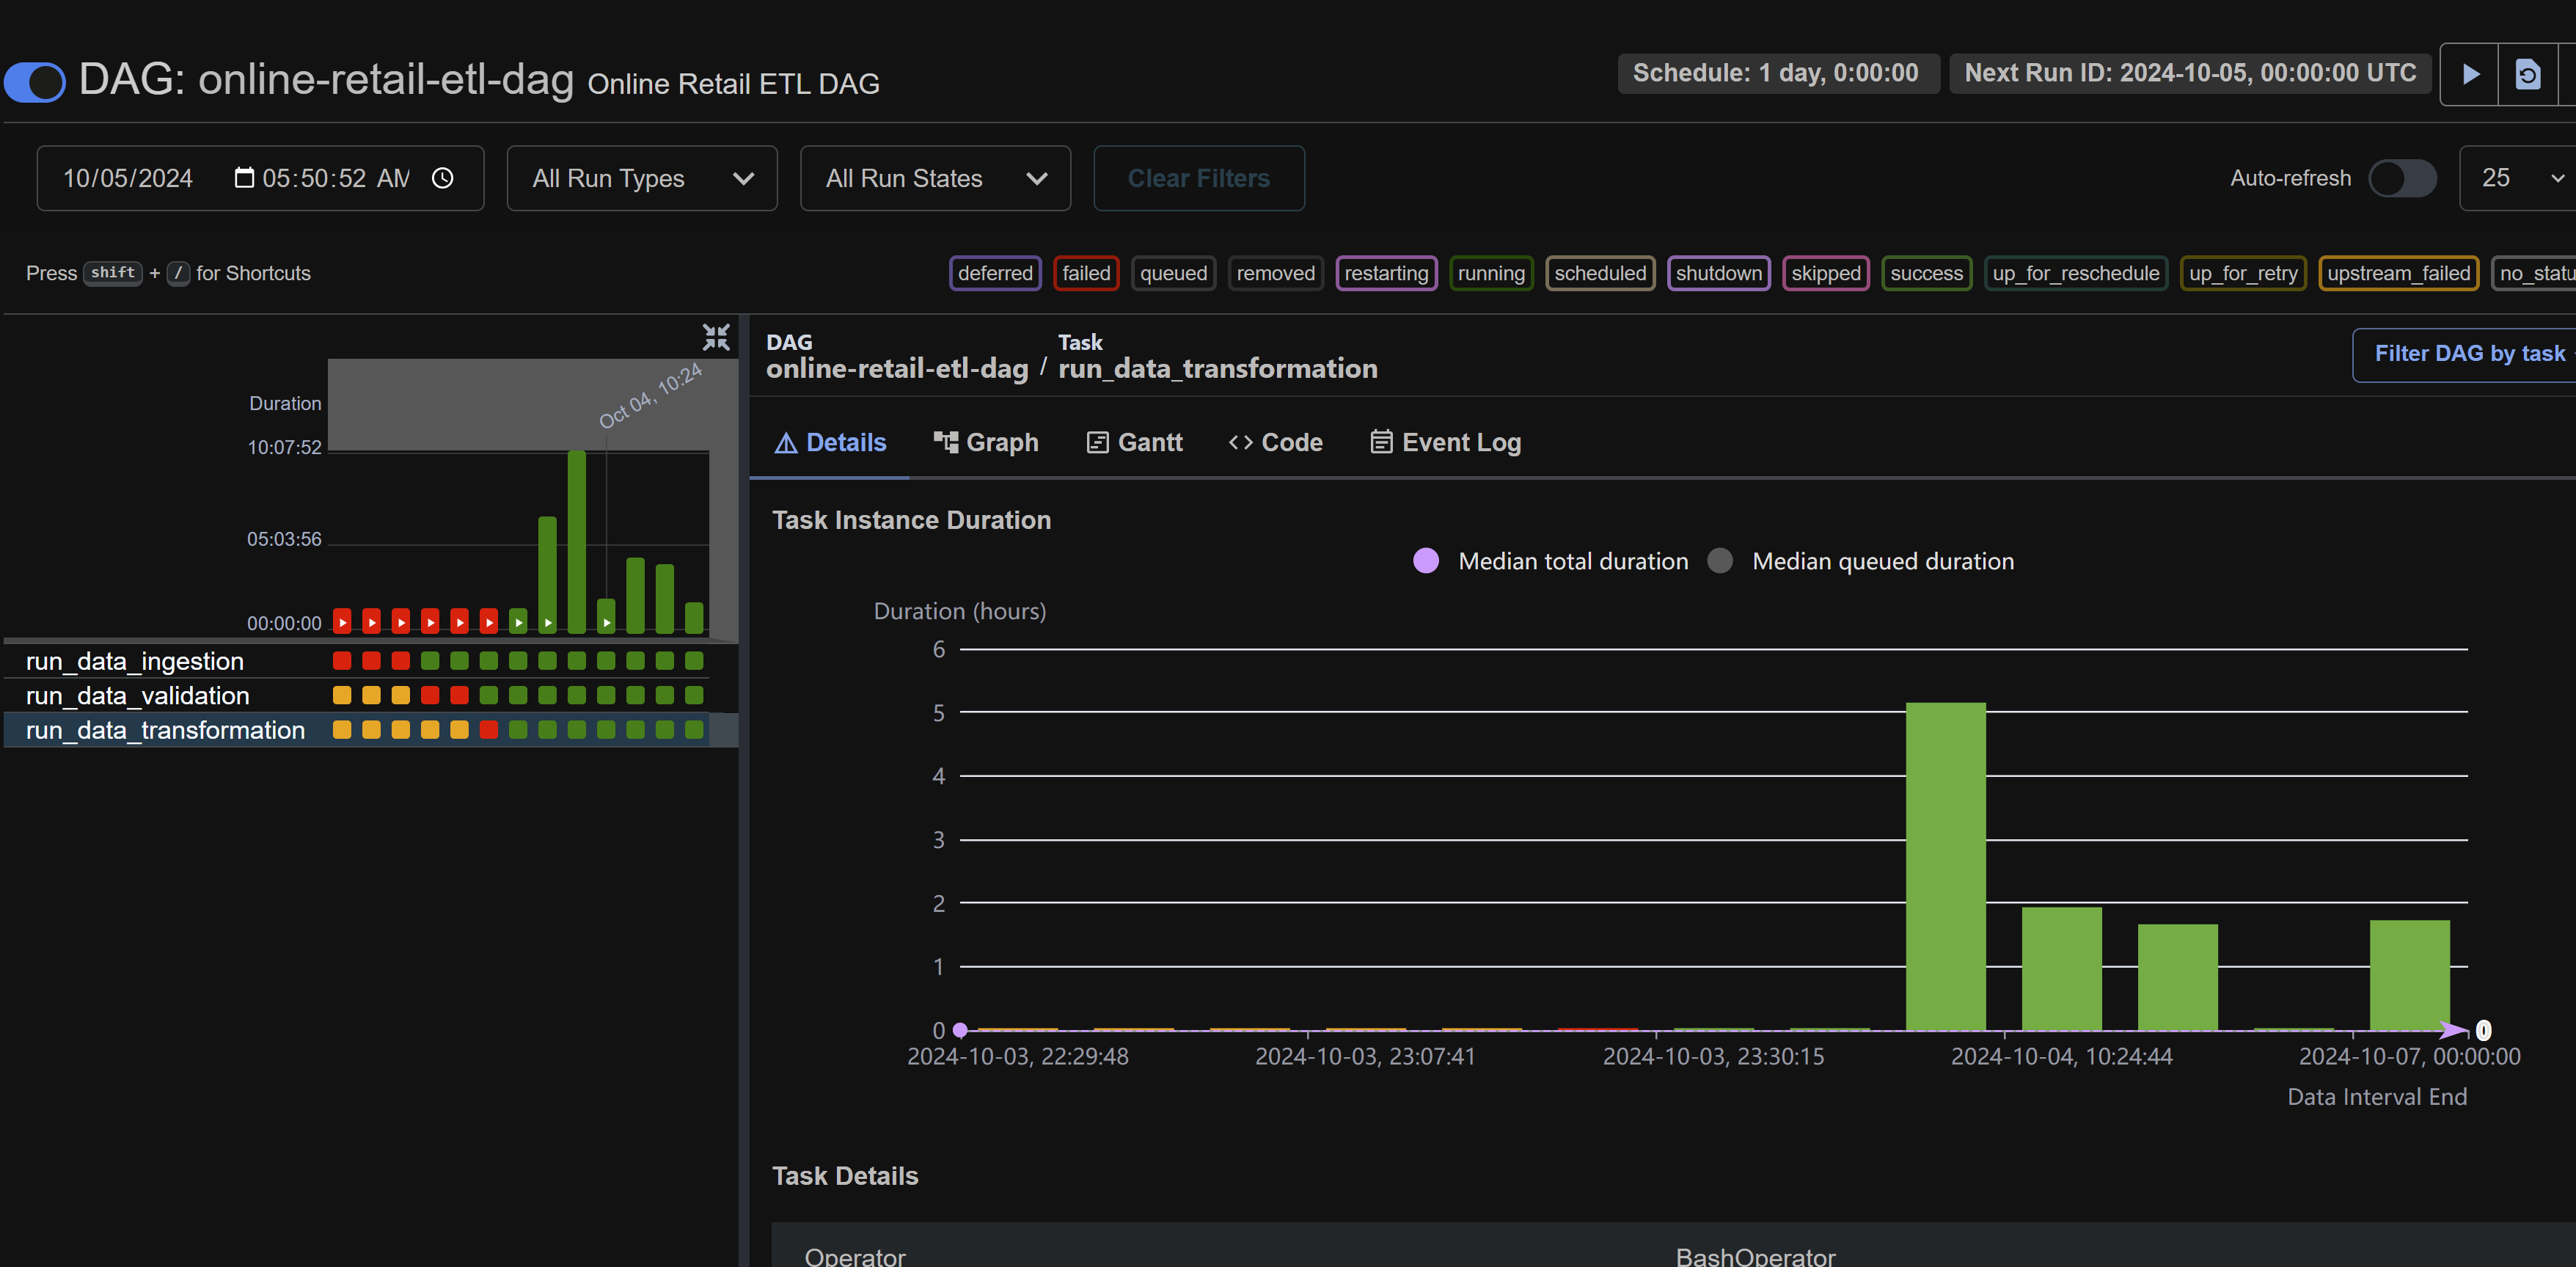 DAG: online-retail-etl-dag Online Retail ETL DAG
Schedule: 1 day, 0:00:00
Next Run ID: 2024-10-05, 00:00:00 UTC
10/05/2024 05:50:52 AM
All Run Types
All Run States
Clear Filters
Auto-refresh
25
Press shift + / for Shortcuts
deferred
failed
queued
removed
restarting
running
scheduled
shutdown
skipped
success
up_for_reschedule
up_for_retry
upstream_failed
no_statu
Duration
Oct 04, 10:24
10:07:52
05:03:56
00:00:00
run_data_ingestion
run_data_validation
run_data_transformation
DAG
online-retail-etl-dag / 
Task
run_data_transformation
Filter DAG by task
Details
Graph
Gantt
Code
Event Log
Task Instance Duration
Median total duration
Median queued duration
Duration (hours)
6
5
4
3
2
1
0
0
2024-10-03, 22:29:48
2024-10-03, 23:07:41
2024-10-03, 23:30:15
2024-10-04, 10:24:44
2024-10-07, 00:00:00
Data Interval End
Task Details
Operator
BashOperator